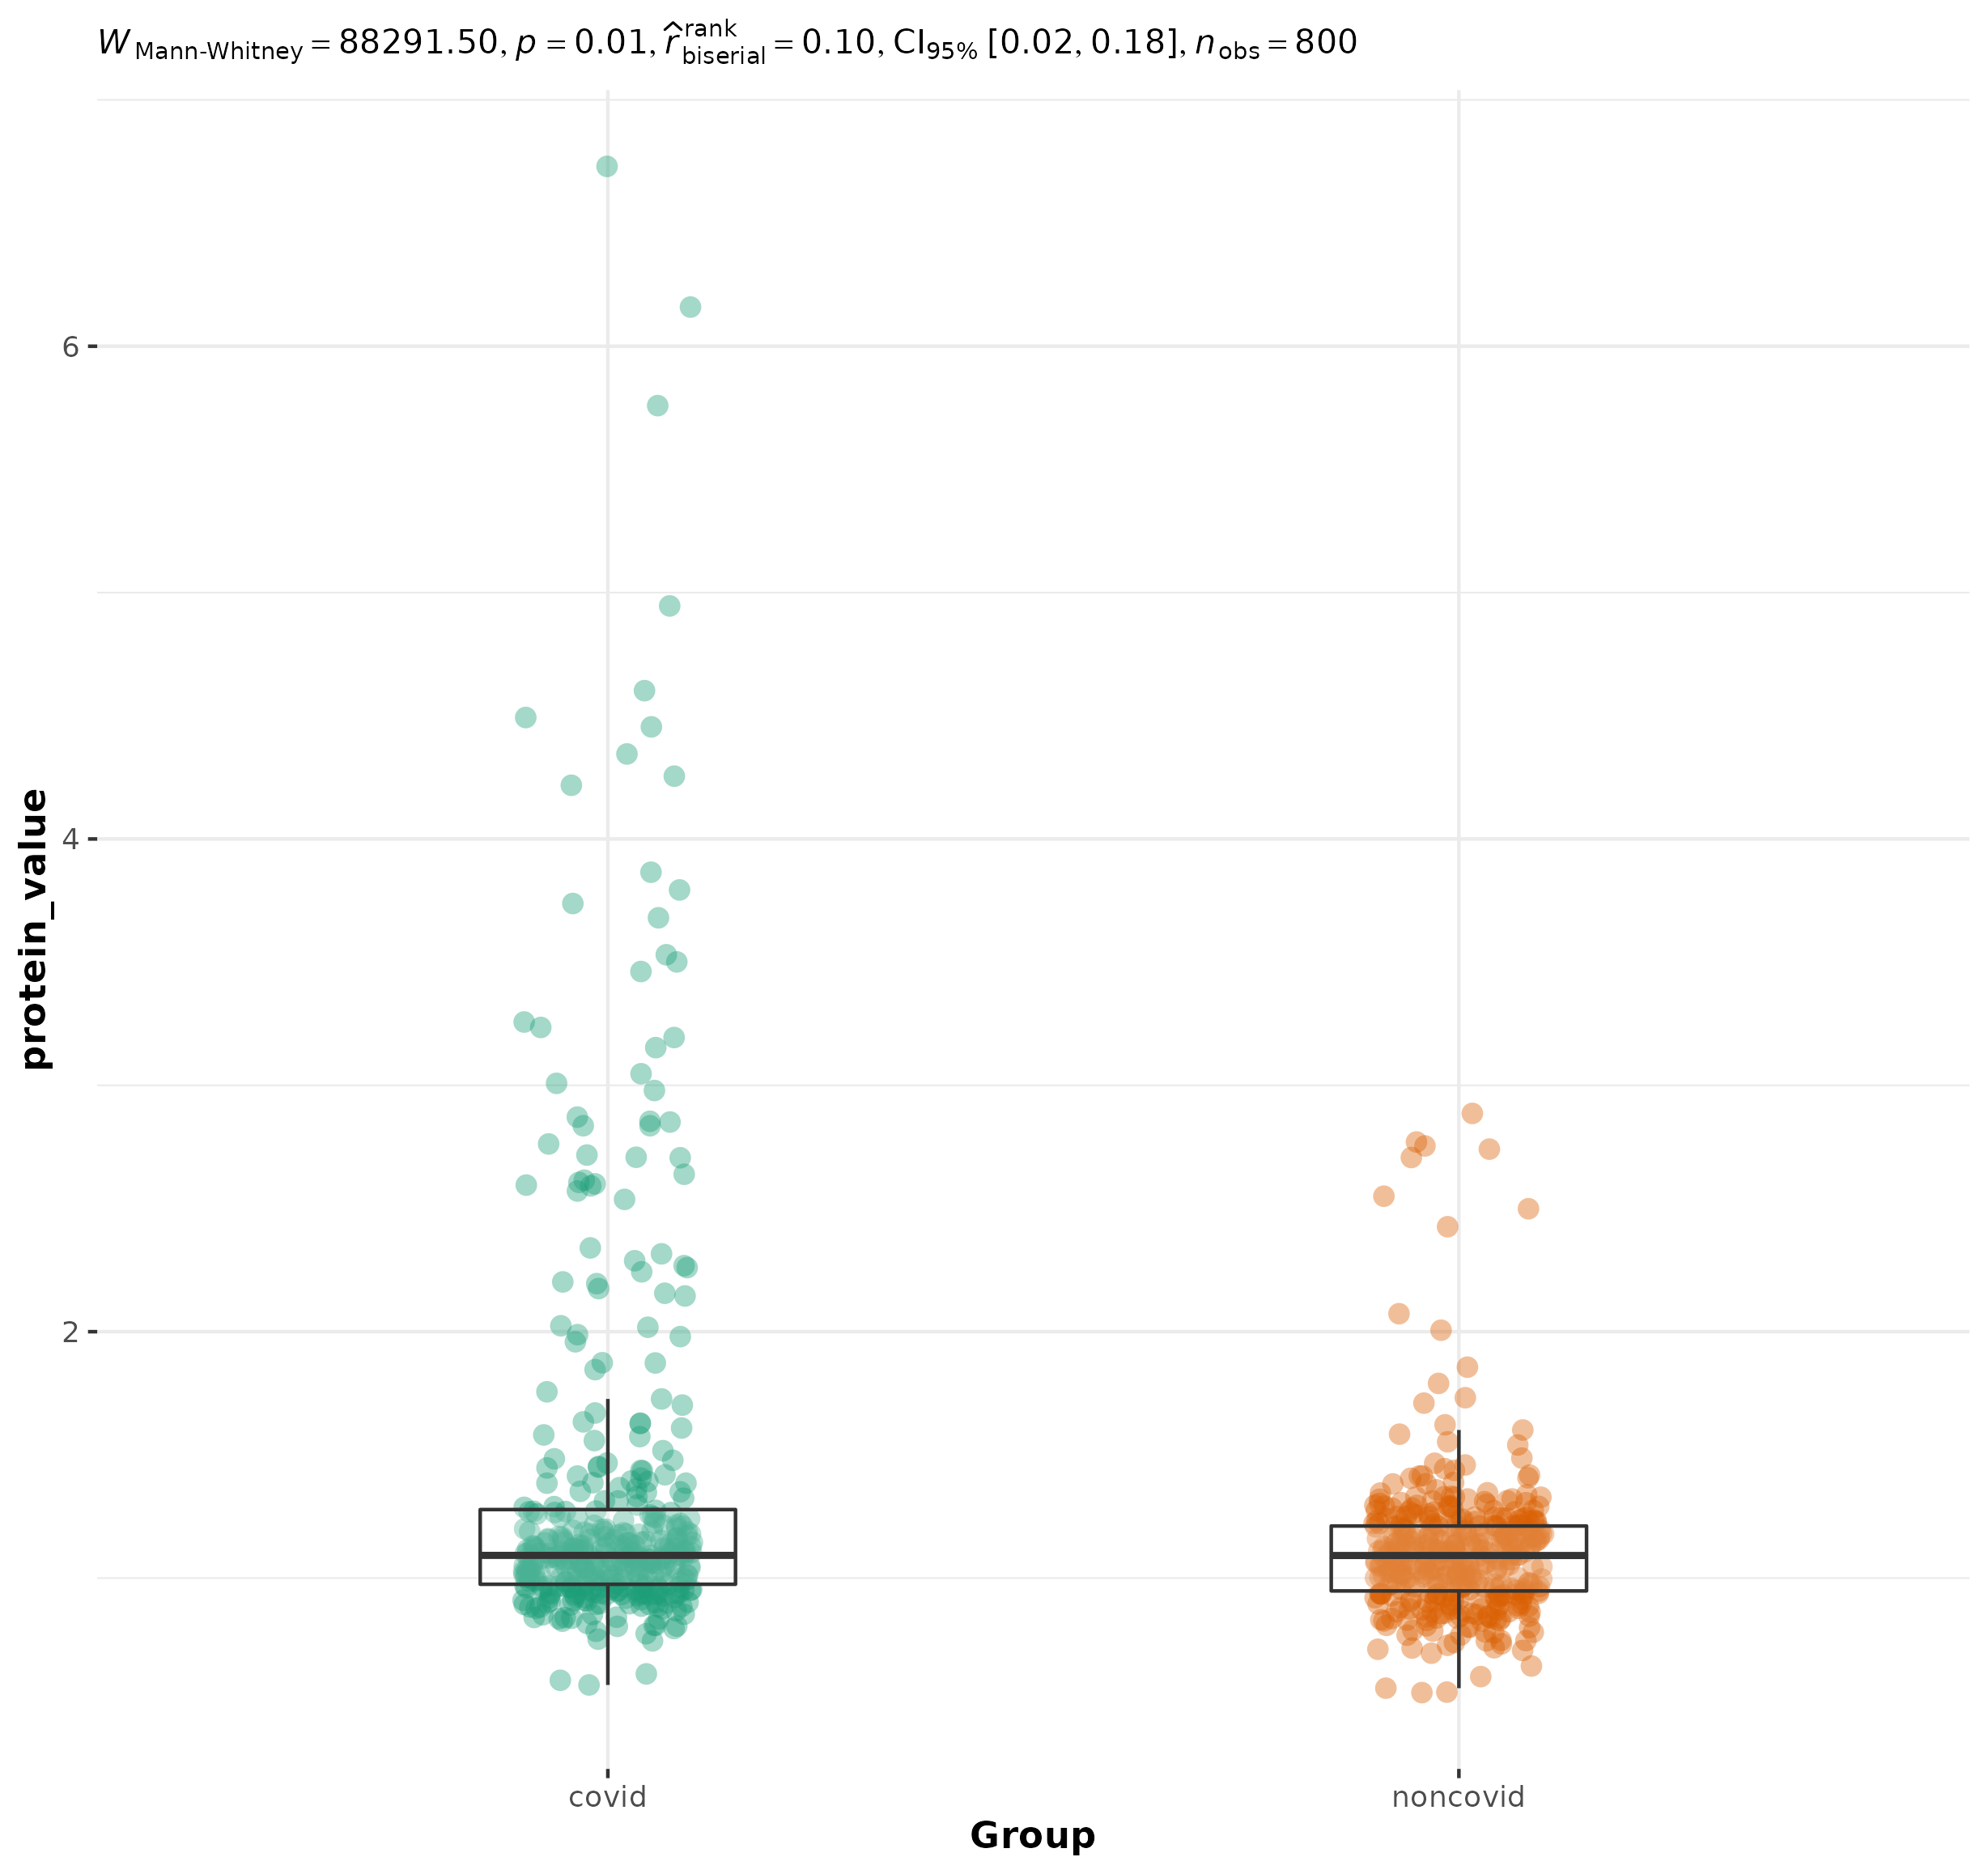 W Mann-Whitney = 88291.50, p = 0.01, r̂ rank biserial = 0.10, CI95% [0.02, 0.18], n obs = 800
6
4
2
protein_value
covid noncovid
Group